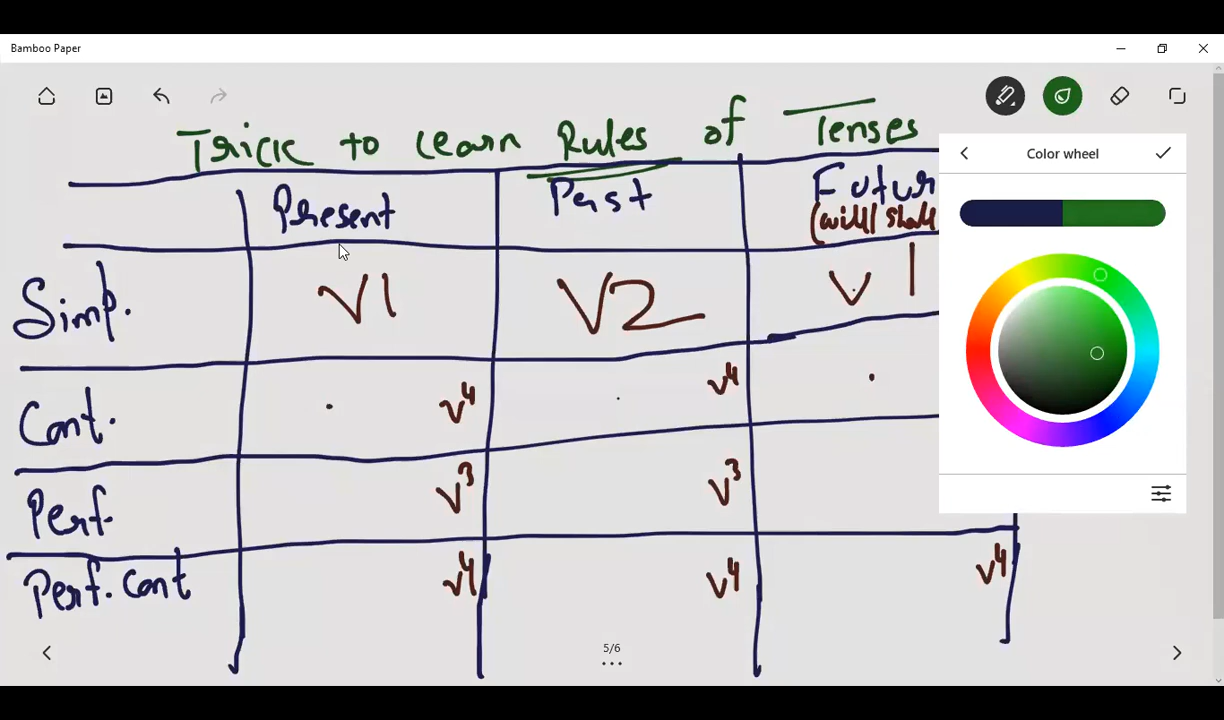 Bamboo Paper
Trick to Learn Rules of Tenses
Color wheel
Present Past Futur
(will/ shall
Simp. V1 V2 V1
Cont. V4 V4
Perf. V3 V3
Perf. Cont V4 V4 V4
5/6